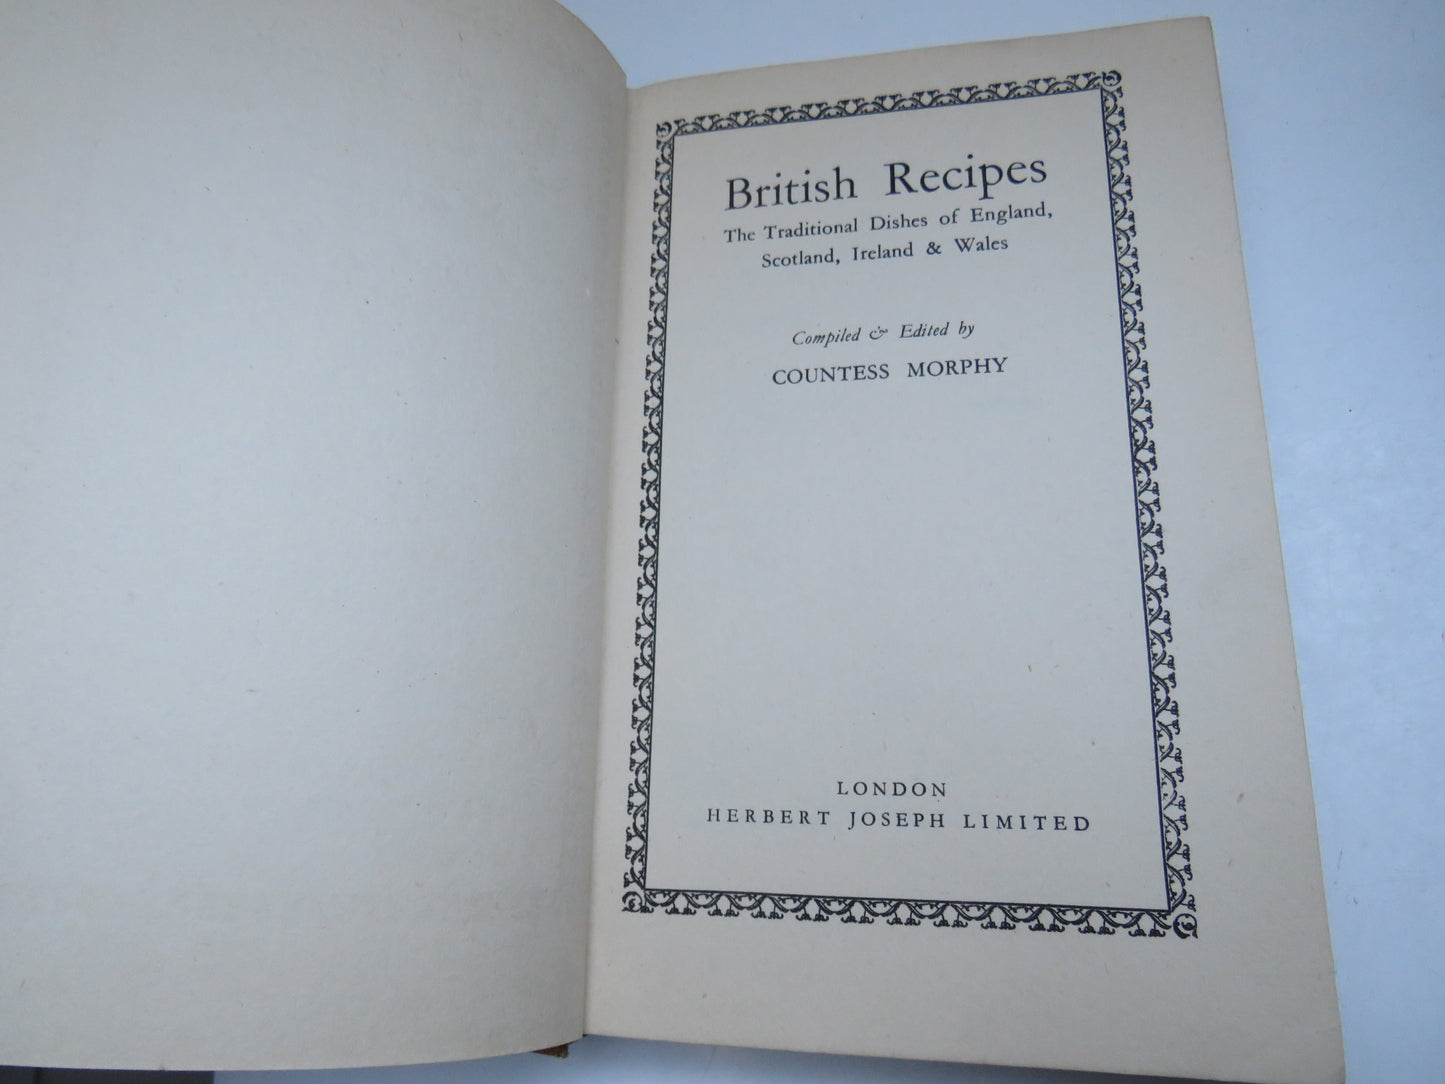 British Recipes
The Traditional Dishes of England,
Scotland, Ireland & Wales
Compiled & Edited by
COUNTESS MORPHY
LONDON
HERBERT JOSEPH LIMITED